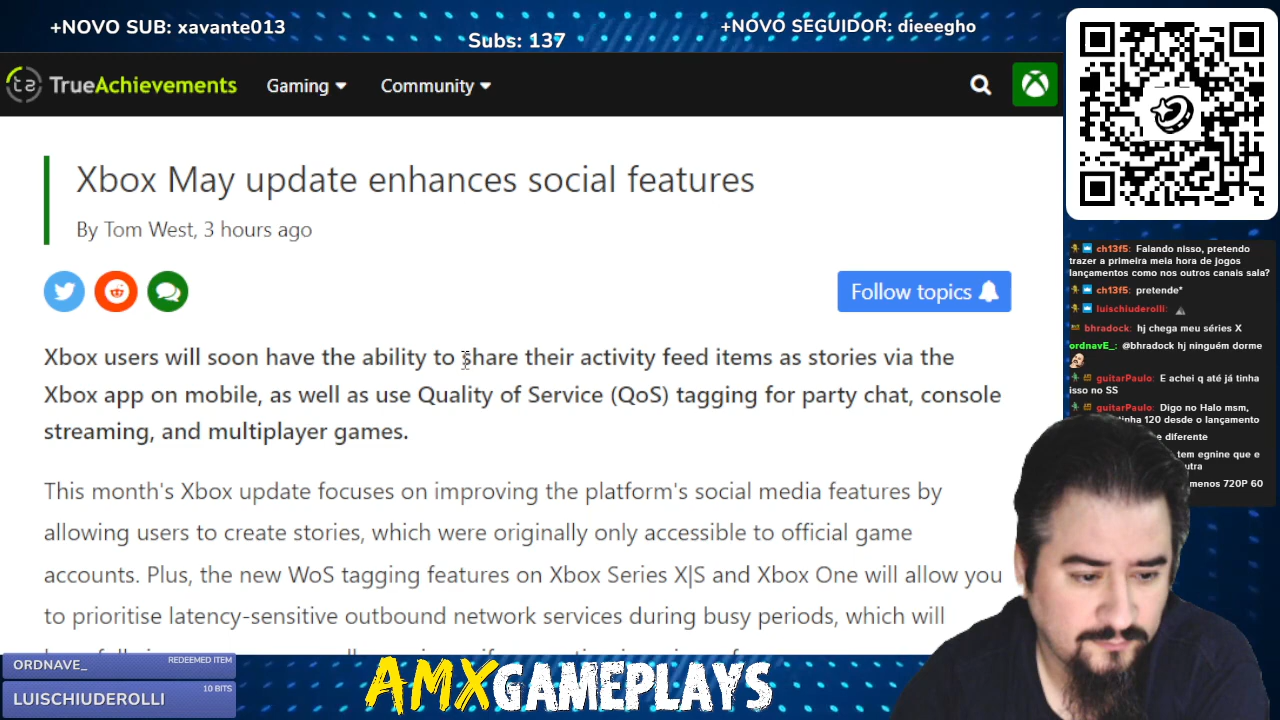 +NOVO SUB: xavante013
Subs: 137
+NOVO SEGUIDOR: dieeegho
TrueAchievements
Gaming
Community
Xbox May update enhances social features
By Tom West, 3 hours ago
Follow topics
Xbox users will soon have the ability to share their activity feed items as stories via the
Xbox app on mobile, as well as use Quality of Service (QoS) tagging for party chat, console
streaming, and multiplayer games.
This month's Xbox update focuses on improving the platform's social media features by
allowing users to create stories, which were originally only accessible to official game
accounts. Plus, the new WoS tagging features on Xbox Series X|S and Xbox One will allow you
to prioritise latency-sensitive outbound network services during busy periods, which will
ch13f5: Falando nisso, pretendo
trazer a primeira meia hora de jogos
lançamentos como nos outros canais sala?
ch13f5: pretende*
luischiuderolli:
bhradock: hj chega meu séries X
ordnavE_: @bhradock hj ninguém dorme
guitarPaulo: E achei q até já tinha
isso no SS
guitarPaulo: Digo no Halo msm,
tinha 120 desde o lançamento
e diferente
tem egnine que e
utra
menos 720P 60
ORDNAVE_
REDEEMED ITEM
LUISCHIUDEROLLI
10 BITS
AMXGAMEPLAYS